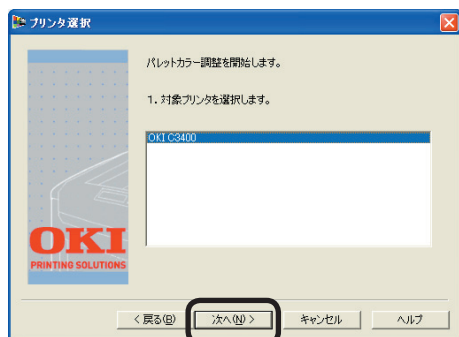 プリンタ選択
パレットカラー調整を開始します。
1. 対象プリンタを選択します。
OKI C3400
OKI
PRINTING SOLUTIONS
< 戻る(B)
次へ(N) >
キャンセル
ヘルプ